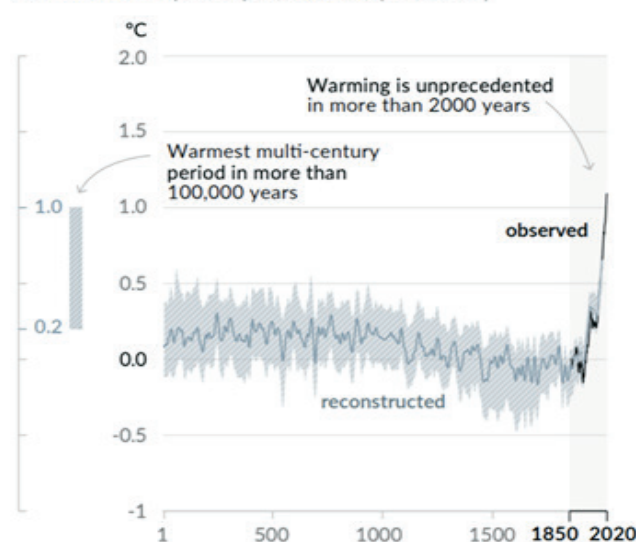 °C
2.0
Warming is unprecedented
in more than 2000 years
1.5
Warmest multi-century
period in more than
100,000 years
1.0
1.0
observed
0.5
0.2
0.0
reconstructed
-0.5
-1
1 500 1000 1500 1850 2020